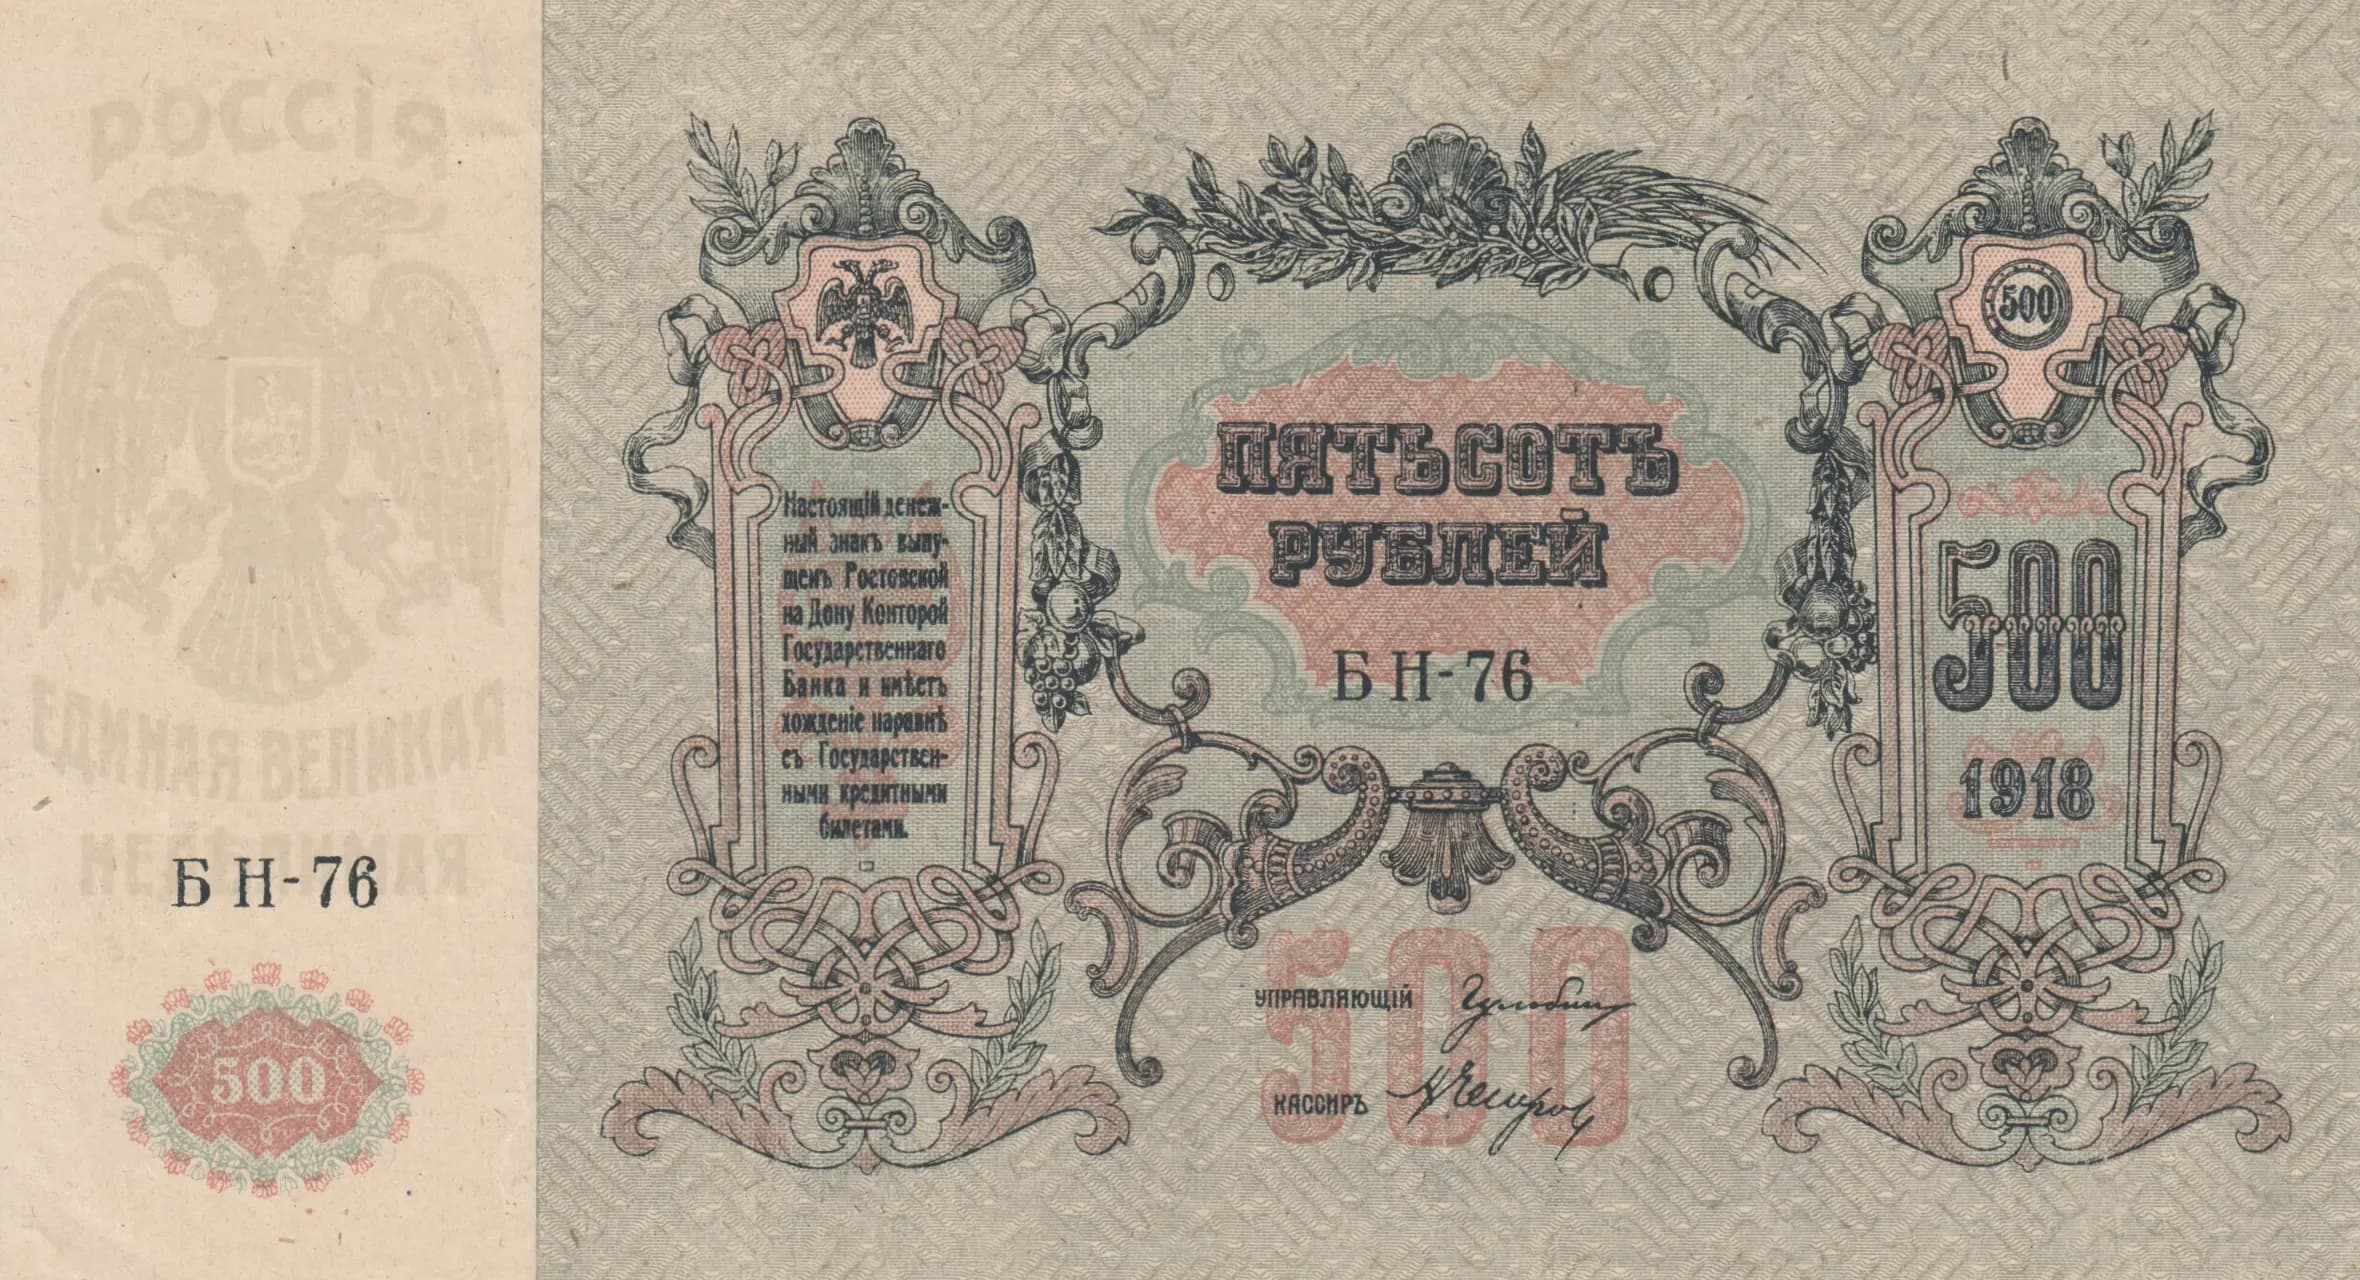 РОССІЯ
ЕДИНАЯ ВЕЛИКАЯ
НЕДѢЛИМАЯ
БН-76
500
Настоящій денеж-
ный знакъ выпу-
щенъ Ростовской
на Дону Конторой
Государственнаго
Банка и имѣетъ
хожденіе наравнѣ
съ Государствен-
ными кредитными
билетами.
ПЯТЬСОТЪ
РУБЛЕЙ
БН-76
500
УПРАВЛЯЮЩІЙ
КАССИРЪ
500
500
1918